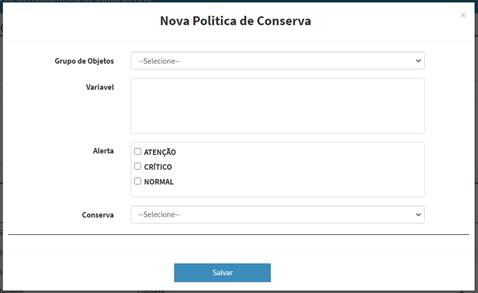 Nova Politica de Conserva
×
Grupo de Objetos
--Selecione--
Variavel
Alerta
ATENÇÃO
CRÍTICO
NORMAL
Conserva
--Selecione--
Salvar